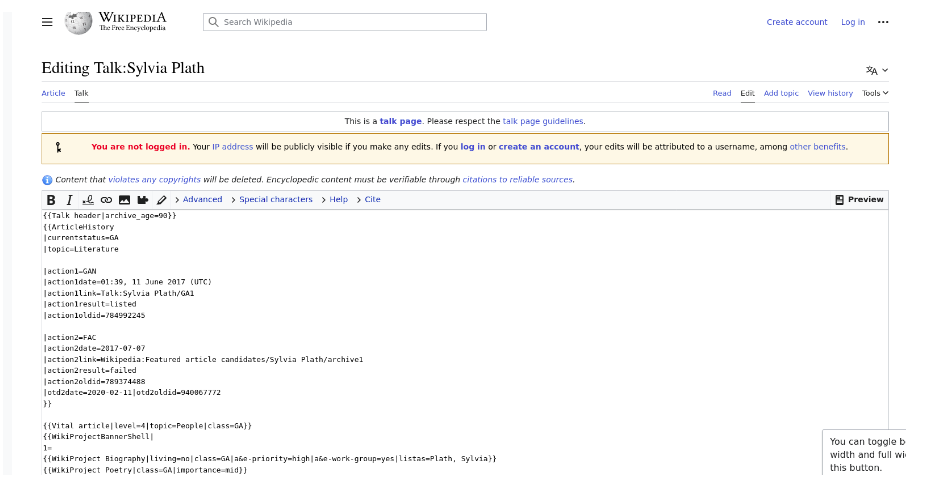 WIKIPEDIA
The Free Encyclopedia
Search Wikipedia
Create account
Log in
Editing Talk:Sylvia Plath
Article Talk
Read Edit Add topic View history Tools
This is a talk page. Please respect the talk page guidelines.
You are not logged in. Your IP address will be publicly visible if you make any edits. If you log in or create an account, your edits will be attributed to a username, among other benefits.
Content that violates any copyrights will be deleted. Encyclopedic content must be verifiable through citations to reliable sources.
B I Advanced Special characters Help Cite Preview
{{Talk header|archive_age=90}}
{{ArticleHistory
|currentstatus=GA
|topic=Literature
|action1=GAN
|action1date=01:39, 11 June 2017 (UTC)
|action1link=Talk:Sylvia Plath/GA1
|action1result=listed
|action1oldid=784992245
|action2=FAC
|action2date=2017-07-07
|action2link=Wikipedia:Featured article candidates/Sylvia Plath/archive1
|action2result=failed
|action2oldid=789374488
|otd2date=2020-02-11|otd2oldid=940067772
}}
{{Vital article|level=4|topic=People|class=GA}}
{{WikiProjectBannerShell|
1=
{{WikiProject Biography|living=no|class=GA|a&e-priority=high|a&e-work-group=yes|listas=Plath, Sylvia}}
{{WikiProject Poetry|class=GA|importance=mid}}
You can toggle b
width and full wi
this button.